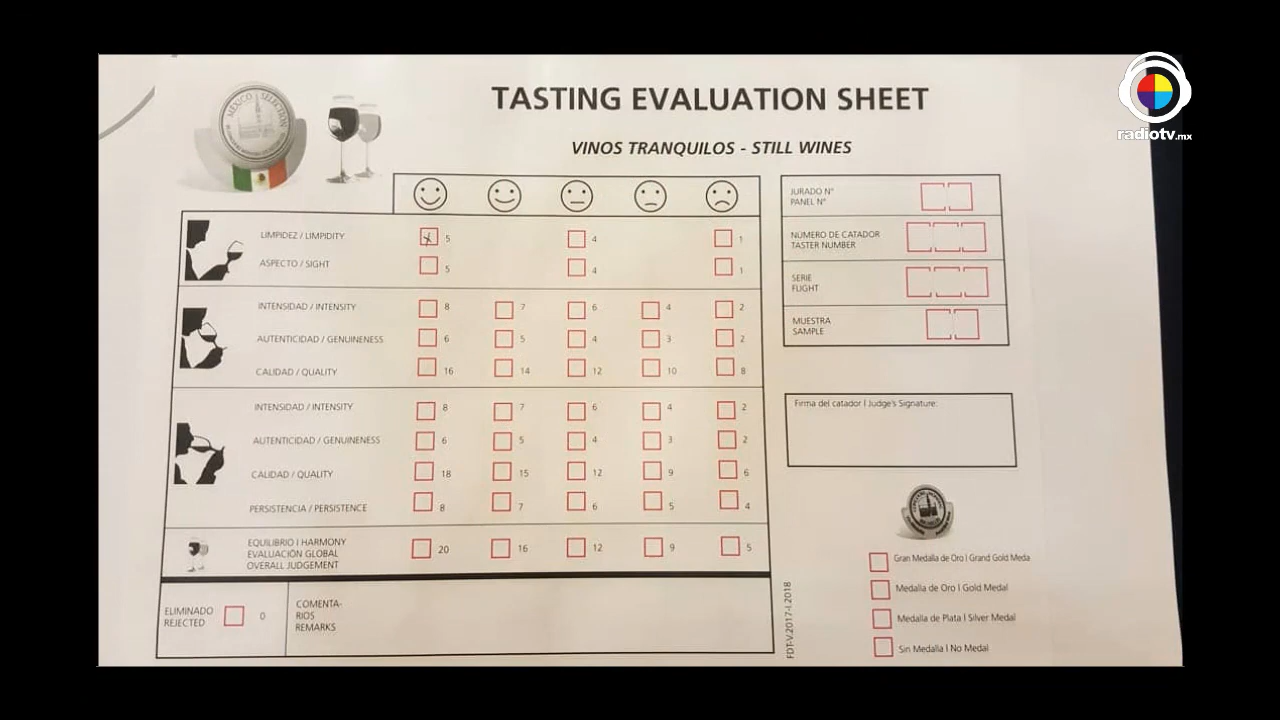 radiotv.mx
MÉXICO SELECTION
TASTING EVALUATION SHEET
VINOS TRANQUILOS - STILL WINES
LIMPIDEZ / LIMPIDITY 5 4 1
ASPECTO / SIGHT 5 4 1
INTENSIDAD / INTENSITY 8 7 6 4 2
AUTENTICIDAD / GENUINENESS 6 5 4 3 2
CALIDAD / QUALITY 16 14 12 10 8
INTENSIDAD / INTENSITY 8 7 6 4 2
AUTENTICIDAD / GENUINENESS 6 5 4 3 2
CALIDAD / QUALITY 18 15 12 9 6
PERSISTENCIA / PERSISTENCE 8 7 6 5 4
EQUILIBRIO | HARMONY
EVALUACIÓN GLOBAL 20 16 12 9 5
OVERALL JUDGEMENT
ELIMINADO
REJECTED 0
COMENTA-
RIOS
REMARKS
JURADO N°
PANEL N°
NÚMERO DE CATADOR
TASTER NUMBER
SERIE
FLIGHT
MUESTRA
SAMPLE
Firma del catador | Judge's Signature:
Gran Medalla de Oro | Grand Gold Meda
Medalla de Oro | Gold Medal
Medalla de Plata | Silver Medal
Sin Medalla | No Medal
FDT-V.2017-I.2018